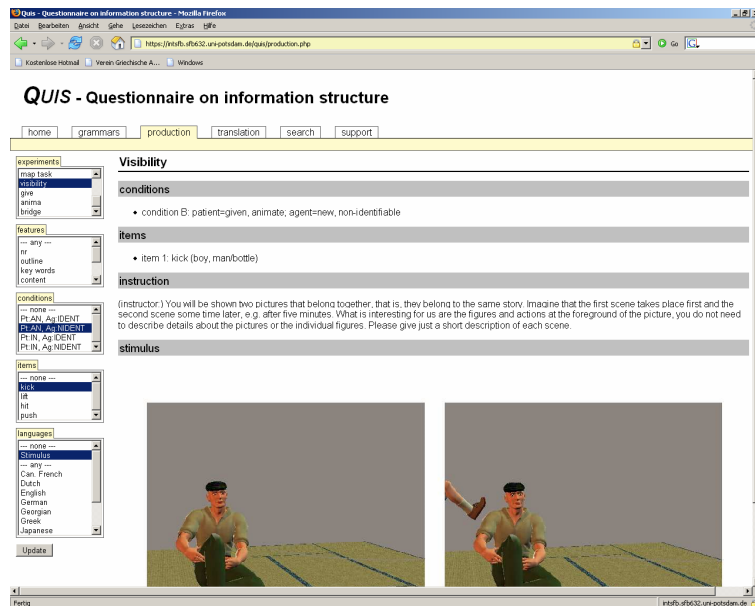 Quis - Questionnaire on information structure - Mozilla Firefox
Datei Bearbeiten Ansicht Gehe Lesezeichen Extras Hilfe
https://intsfb.sfb632.uni-potsdam.de/quis/production.php
Go
Kostenlose Hotmail Verein Griechische A... Windows
QUIS - Questionnaire on information structure
home grammars production translation search support
experiments
map task
visibility
give
anima
bridge
features
--- any ---
nr
outline
key words
content
conditions
--- none ---
Pt:AN, Ag:IDENT
Pt:AN, Ag:NIDENT
Pt:IN, Ag:IDENT
Pt:IN, Ag:NIDENT
items
--- none ---
kick
lift
hit
push
languages
--- none ---
Stimulus
--- any ---
Can. French
Dutch
English
German
Georgian
Greek
Japanese
Update
Visibility
conditions
• condition B: patient=given, animate; agent=new, non-identifiable
items
• item 1: kick (boy, man/bottle)
instruction
(instructor:) You will be shown two pictures that belong together, that is, they belong to the same story. Imagine that the first scene takes place first and the
second scene some time later, e.g. after five minutes. What is interesting for us are the figures and actions at the foreground of the picture, you do not need
to describe details about the pictures or the individual figures. Please give just a short description of each scene.
stimulus
Fertig
intsfb.sfb632.uni-potsdam.de